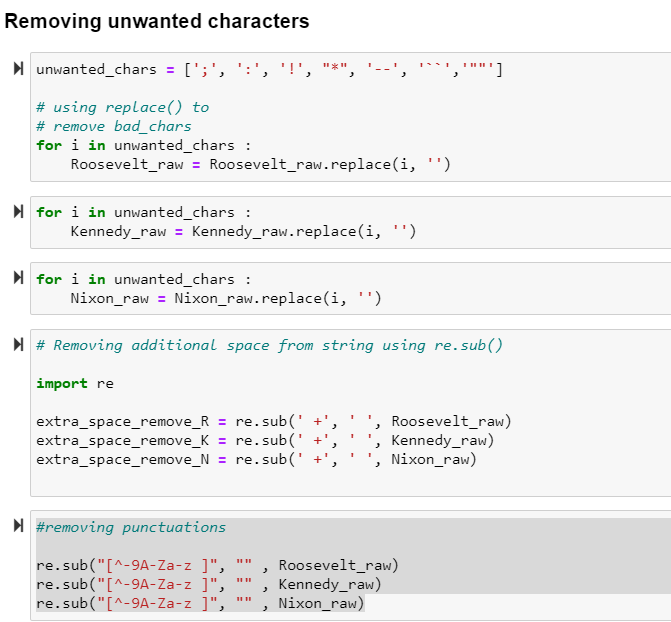 Removing unwanted characters
unwanted_chars = [';', ':', '!', "*", '--', '``','""']
# using replace() to
# remove bad_chars
for i in unwanted_chars :
    Roosevelt_raw = Roosevelt_raw.replace(i, '')
for i in unwanted_chars :
    Kennedy_raw = Kennedy_raw.replace(i, '')
for i in unwanted_chars :
    Nixon_raw = Nixon_raw.replace(i, '')
# Removing additional space from string using re.sub()
import re
extra_space_remove_R = re.sub(' +', ' ', Roosevelt_raw)
extra_space_remove_K = re.sub(' +', ' ', Kennedy_raw)
extra_space_remove_N = re.sub(' +', ' ', Nixon_raw)
#removing punctuations
re.sub("[^-9A-Za-z ]", "" , Roosevelt_raw)
re.sub("[^-9A-Za-z ]", "" , Kennedy_raw)
re.sub("[^-9A-Za-z ]", "" , Nixon_raw)